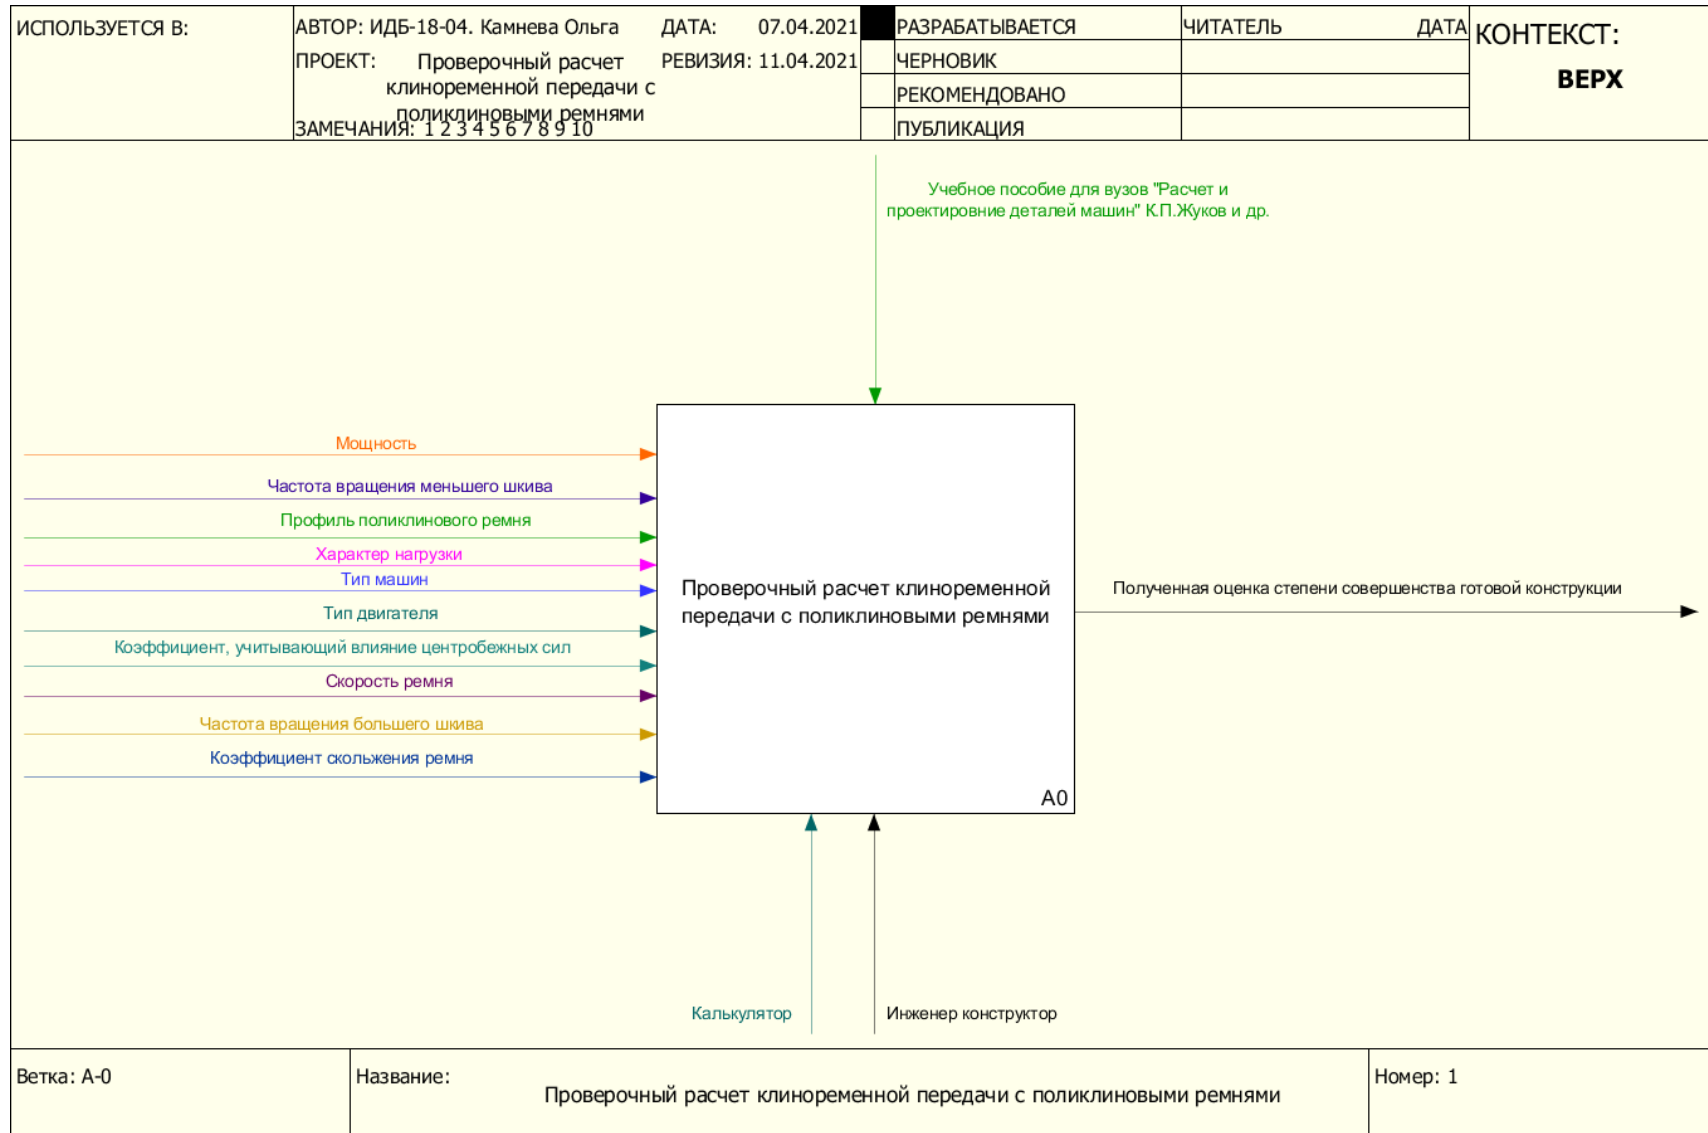 ИСПОЛЬЗУЕТСЯ В:
АВТОР: ИДБ-18-04. Камнева Ольга
ДАТА: 07.04.2021
ПРОЕКТ: Проверочный расчет
клиноременной передачи с
поликлиновыми ремнями
РЕВИЗИЯ: 11.04.2021
ЗАМЕЧАНИЯ: 1 2 3 4 5 6 7 8 9 10
РАЗРАБАТЫВАЕТСЯ
ЧЕРНОВИК
РЕКОМЕНДОВАНО
ПУБЛИКАЦИЯ
ЧИТАТЕЛЬ
ДАТА
КОНТЕКСТ:
ВЕРХ
Учебное пособие для вузов "Расчет и
проектировние деталей машин" К.П.Жуков и др.
Мощность
Частота вращения меньшего шкива
Профиль поликлинового ремня
Характер нагрузки
Тип машин
Тип двигателя
Коэффициент, учитывающий влияние центробежных сил
Скорость ремня
Частота вращения большего шкива
Коэффициент скольжения ремня
Проверочный расчет клиноременной
передачи с поликлиновыми ремнями
A0
Полученная оценка степени совершенства готовой конструкции
Калькулятор
Инженер конструктор
Ветка: A-0
Название:
Проверочный расчет клиноременной передачи с поликлиновыми ремнями
Номер: 1